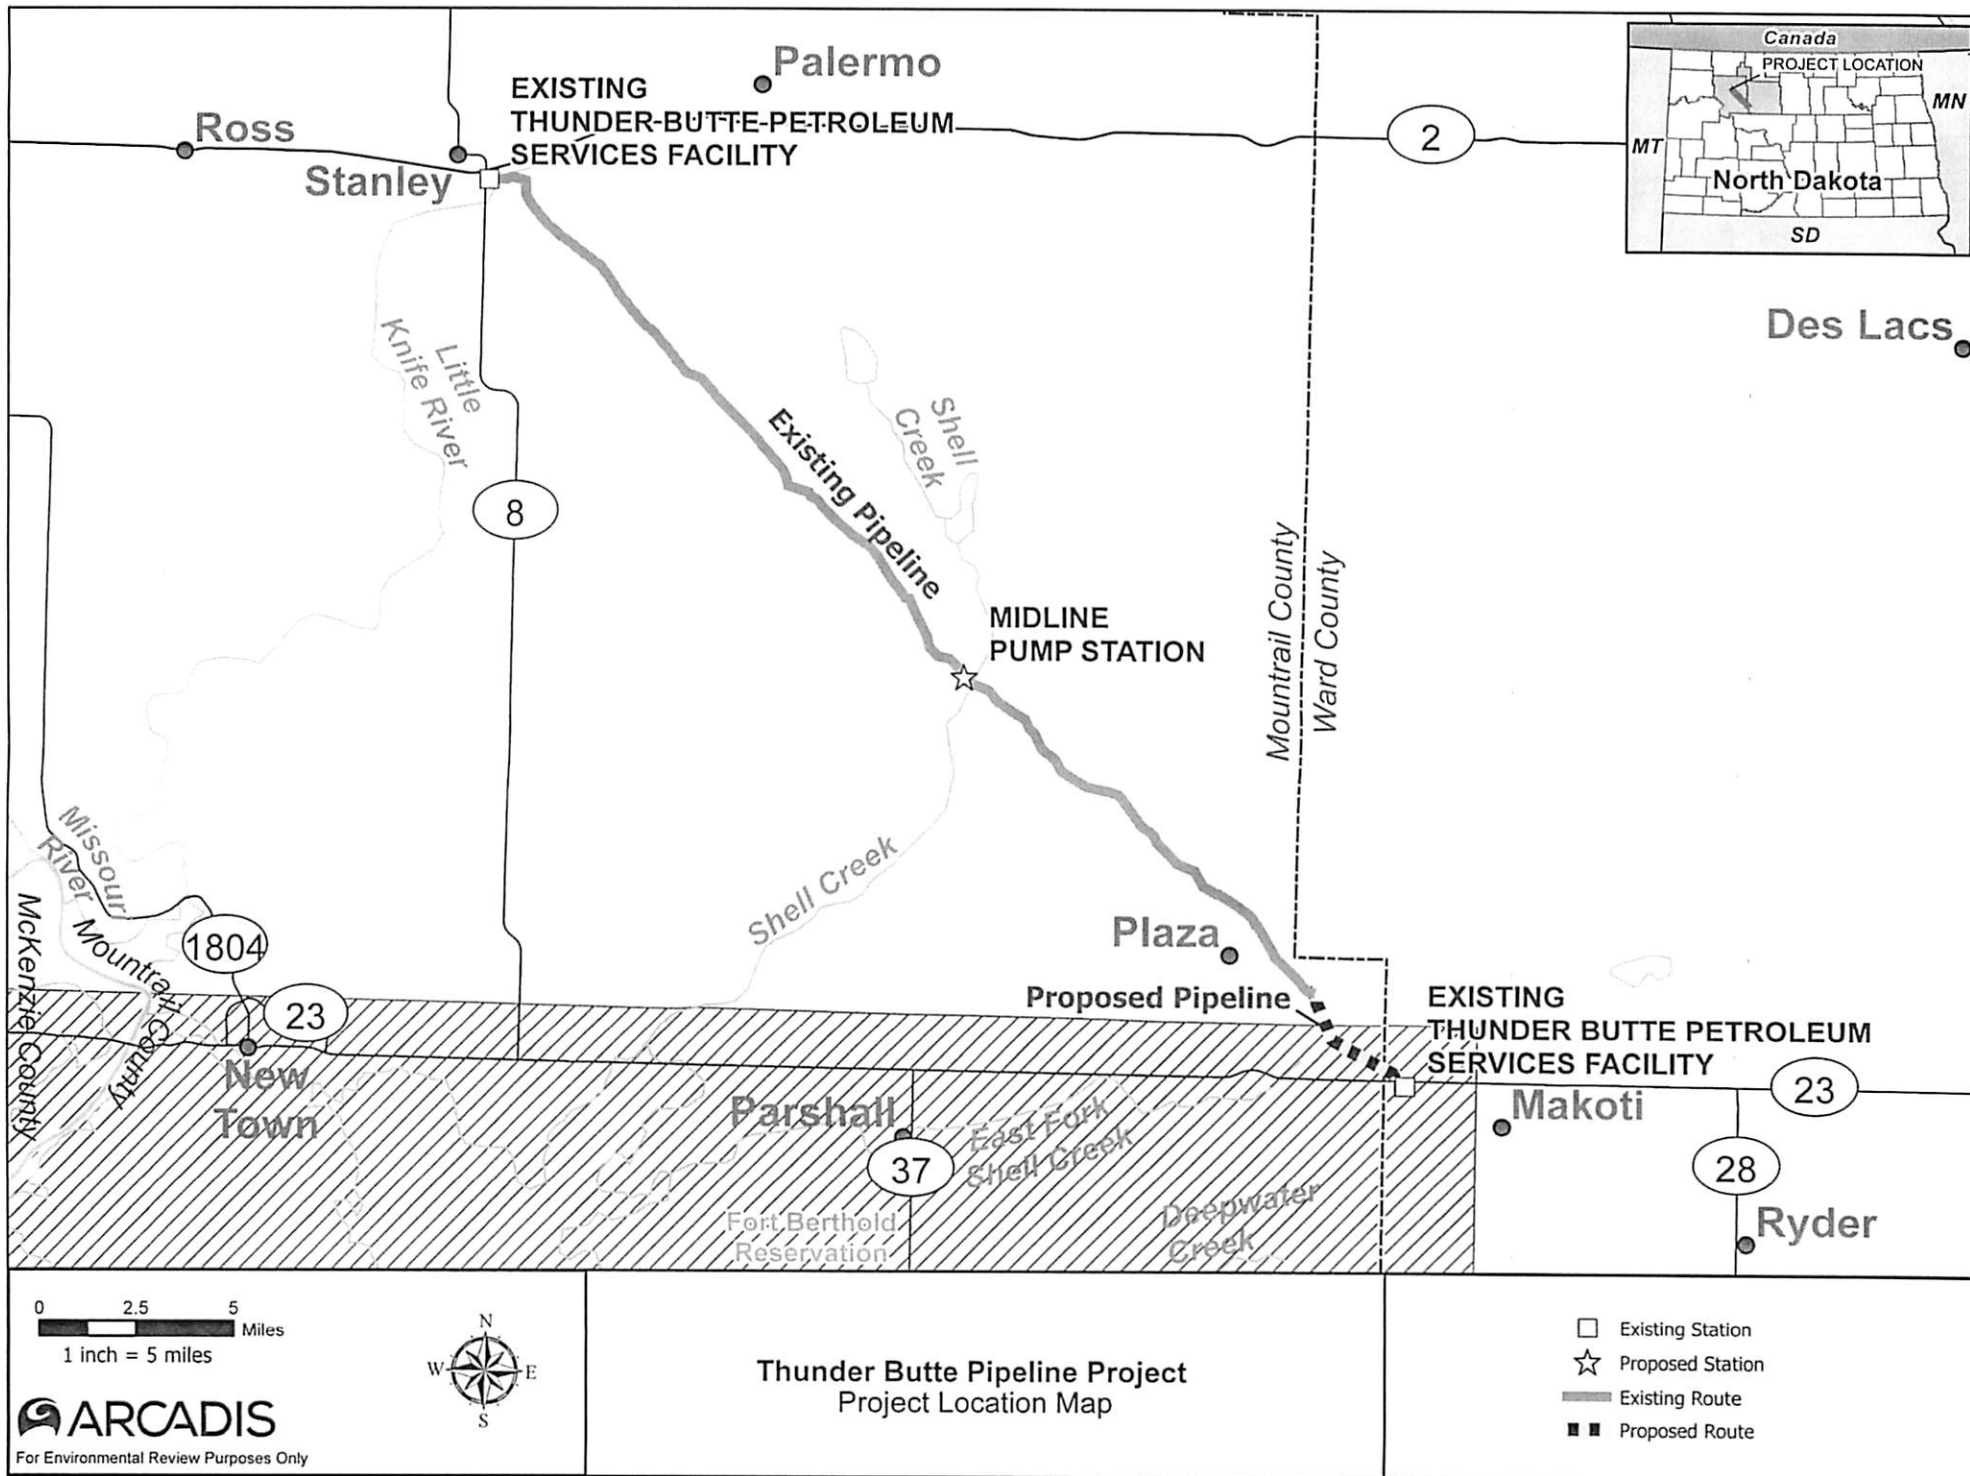 Palermo
EXISTING
THUNDER BUTTE PETROLEUM
SERVICES FACILITY
Ross
Stanley
2
Canada
PROJECT LOCATION
MN
MT
North Dakota
SD
Des Lacs
Little
Knife River
Shell
Creek
Existing Pipeline
8
MIDLINE
PUMP STATION
Mountrail County
Ward County
Missouri
River
McKenzie County
Mountrail County
1804
23
Shell Creek
Plaza
Proposed Pipeline
EXISTING
THUNDER BUTTE PETROLEUM
SERVICES FACILITY
New
Town
Parshall
37
East Fork
Shell Creek
Makoti
23
28
Ryder
Fort Berthold
Reservation
Deepwater
Creek
0 2.5 5
Miles
1 inch = 5 miles
N
W E
S
ARCADIS
For Environmental Review Purposes Only
Thunder Butte Pipeline Project
Project Location Map
Existing Station
Proposed Station
Existing Route
Proposed Route